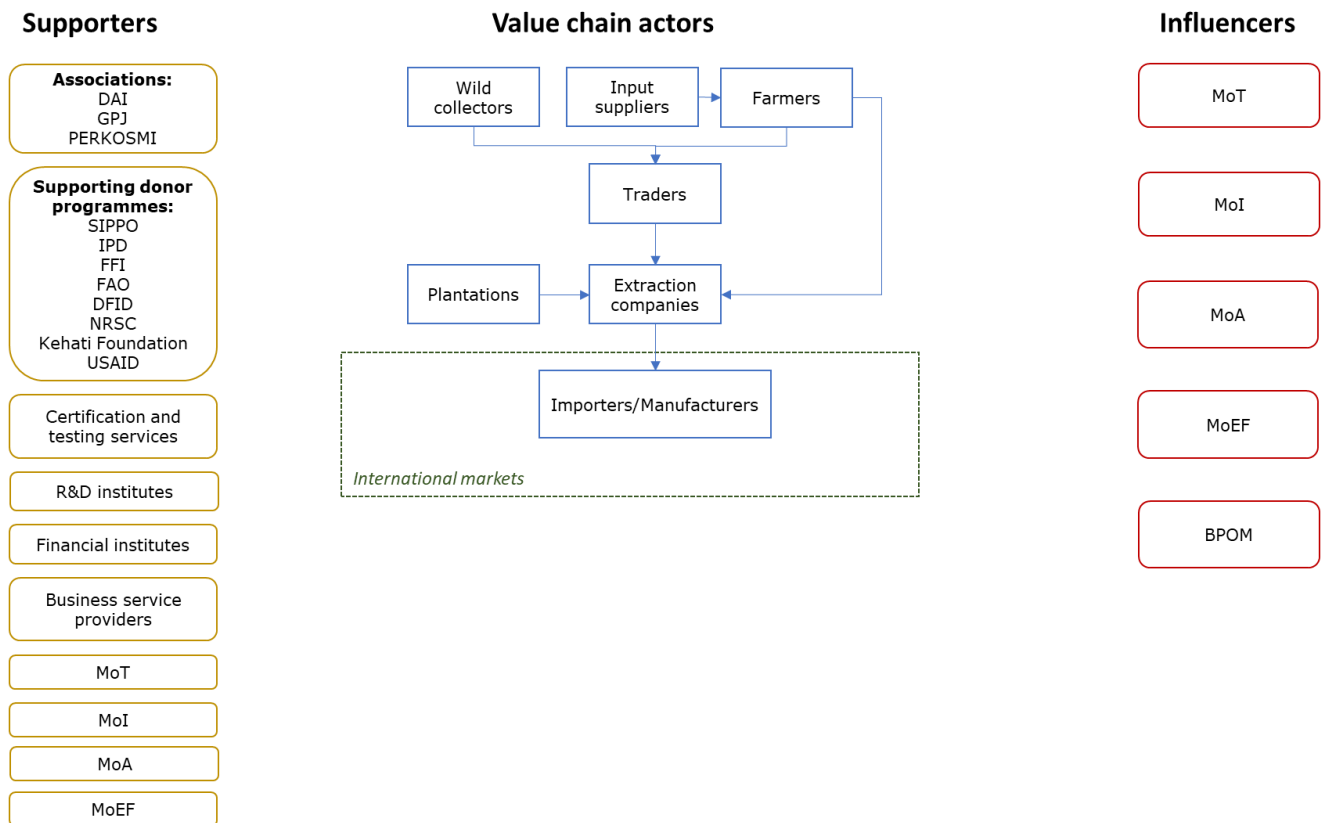 Supporters
Associations:
DAI
GPJ
PERKOSMI
Supporting donor
programmes:
SIPPO
IPD
FFI
FAO
DFID
NRSC
Kehati Foundation
USAID
Certification and
testing services
R&D institutes
Financial institutes
Business service
providers
MoT
MoI
MoA
MoEF
Value chain actors
Wild
collectors
Input
suppliers
Farmers
Traders
Plantations
Extraction
companies
Importers/Manufacturers
International markets
Influencers
MoT
MoI
MoA
MoEF
BPOM